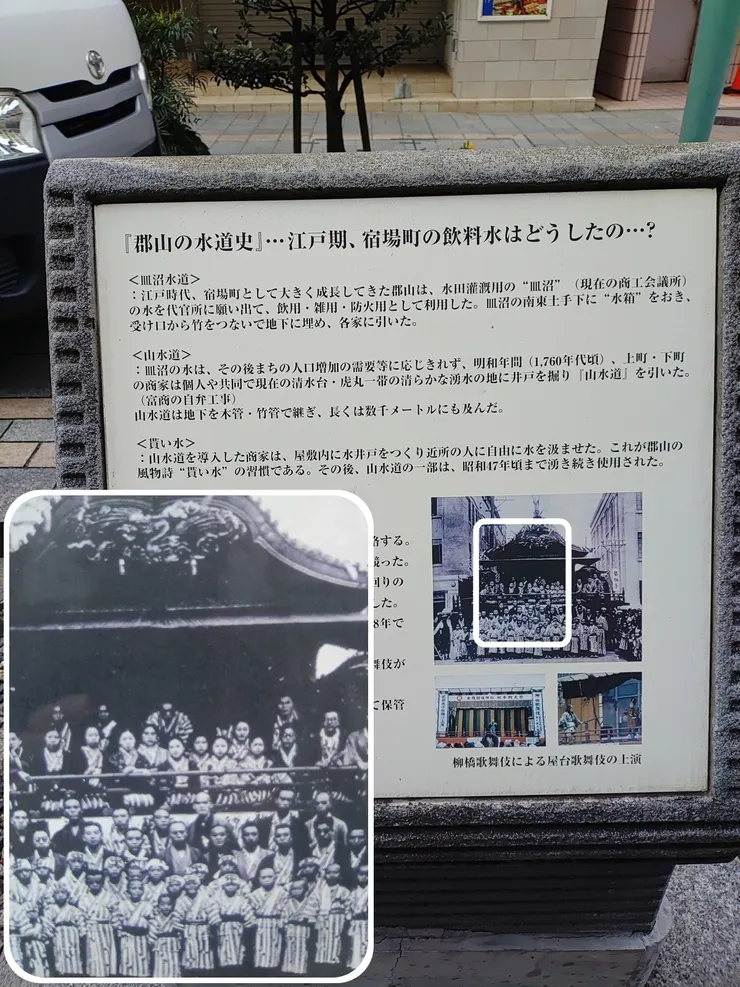 『郡山の水道史』…江戸期、宿場町の飲料水はどうしたの…?
<皿沼水道>
:江戸時代、宿場町として大きく成長してきた郡山は、水田灌漑用の“皿沼”(現在の商工会議所)
の水を代官所に願い出て、飲用・雑用・防火用として利用した。皿沼の南東土手下に“水箱”をおき、
受け口から竹をつないで地下に埋め、各家に引いた。
<山水道>
:皿沼の水は、その後まちの人口増加の需要等に応じきれず、明和年間(1,760年代頃)、上町・下町
の商家は個人や共同で現在の清水台・虎丸一帯の清らかな湧水の地に井戸を掘り『山水道』を引いた。
(富商の自弁工事)
山水道は地下を木管・竹管で継ぎ、長くは数千メートルにも及んだ。
<貰い水>
:山水道を導入した商家は、屋敷内に水井戸をつくり近所の人に自由に水を汲ませた。これが郡山の
風物詩“貰い水”の習慣である。その後、山水道の一部は、昭和47年頃まで湧き続き使用された。
する。
った。
回りの
した。
8年で
舞伎が
て保管
柳橋歌舞伎による屋台歌舞伎の上演